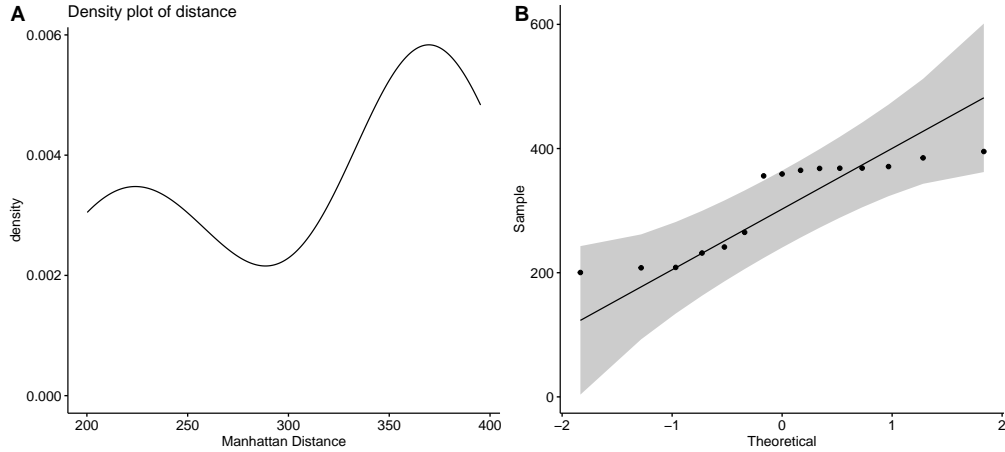 A
Density plot of distance
0.006
0.004
0.002
0.000
density
200 250 300 350 400
Manhattan Distance
B
600
400
200
0
Sample
−2 −1 0 1 2
Theoretical